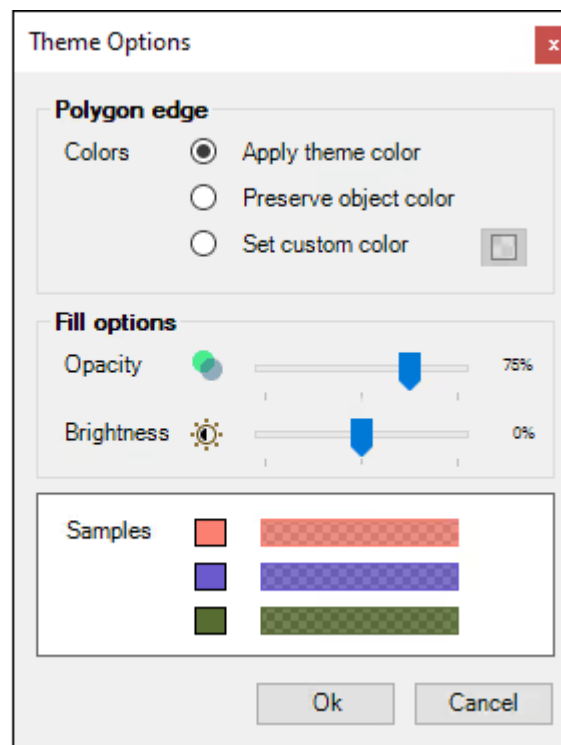 Theme Options
x
Polygon edge
Colors
Apply theme color
Preserve object color
Set custom color
Fill options
Opacity
75%
Brightness
0%
Samples
Ok
Cancel